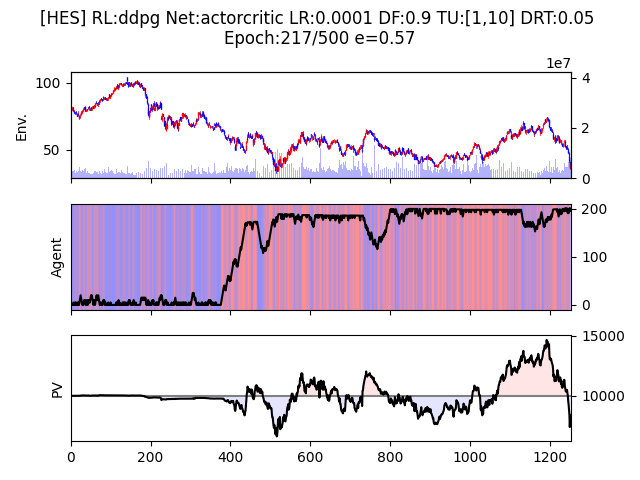 [HES] RL:ddpg Net:actorcritic LR:0.0001 DF:0.9 TU:[1,10] DRT:0.05
Epoch:217/500 e=0.57
1e7
100
50
Env.
4
2
0
Agent
200
100
0
PV
15000
10000
0
200
400
600
800
1000
1200